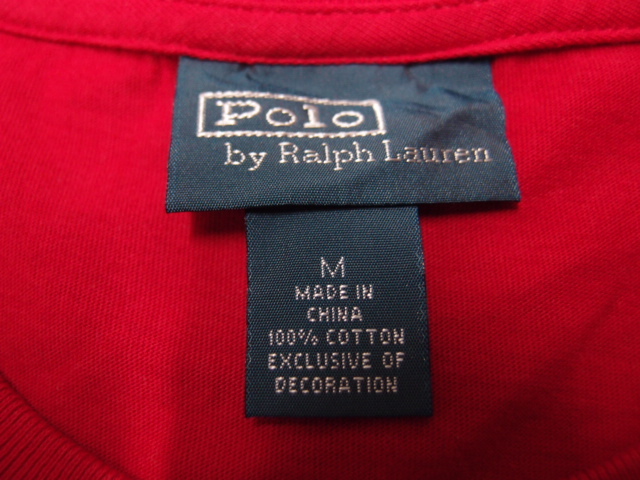 Polo
by Ralph Lauren
M
MADE IN
CHINA
100% COTTON
EXCLUSIVE OF
DECORATION